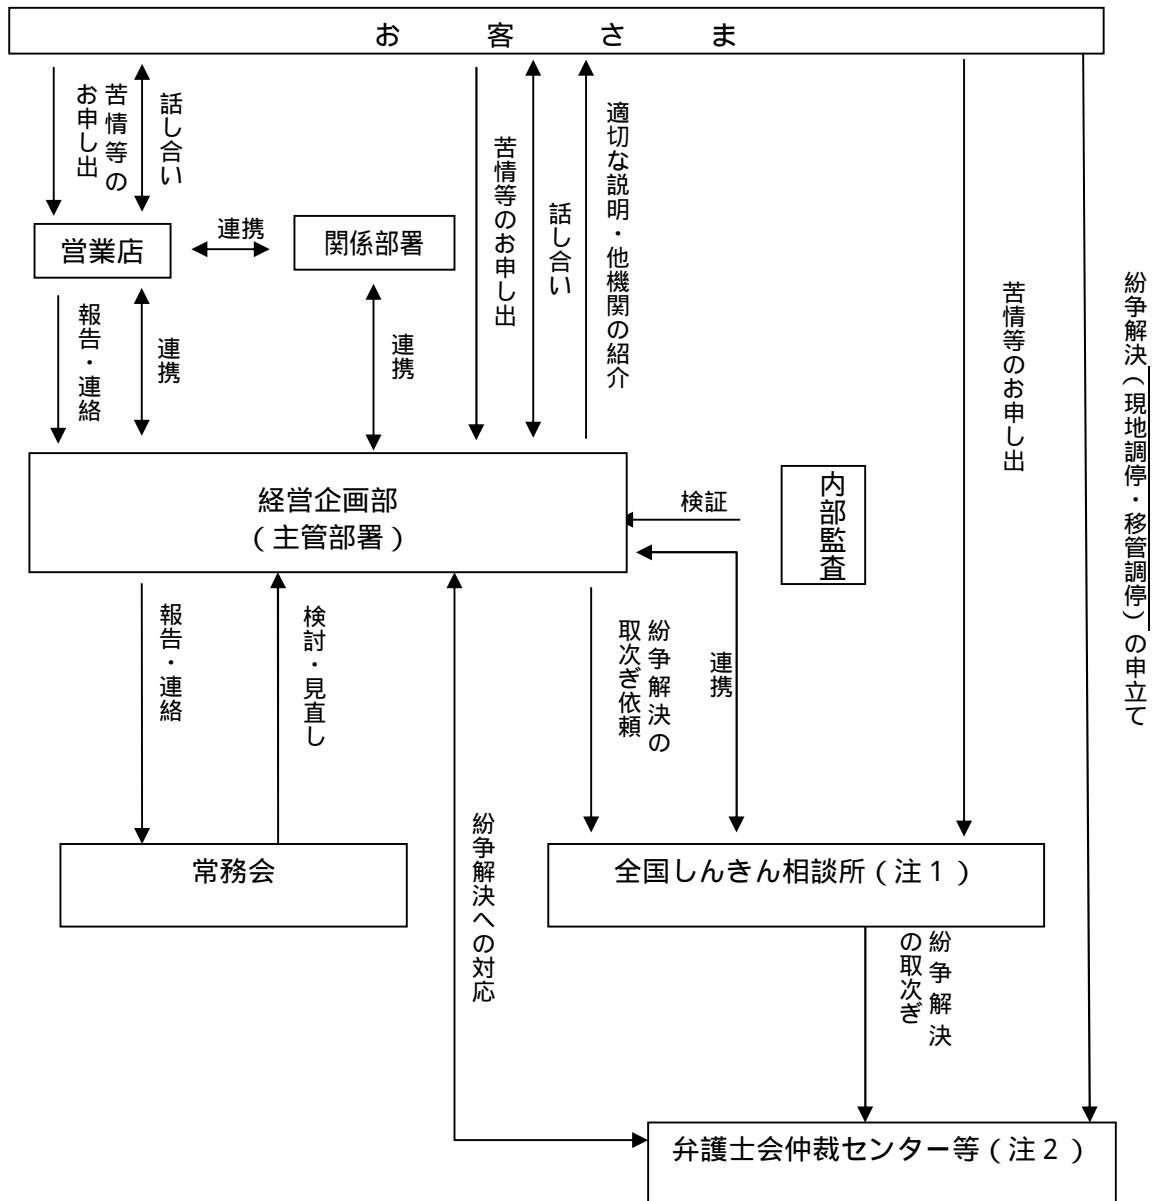 お客さま
苦情等の
お申し出
話し合い
苦情等のお申し出
話し合い
適切な説明・他機関の紹介
苦情等のお申し出
紛争解決（現地調停・移管調停）の申立て
営業店
連携
関係部署
報告・連絡
連携
連携
経営企画部
（主管部署）
検証
内部監査
報告・連絡
検討・見直し
紛争解決の
取次ぎ依頼
連携
紛争解決への対応
常務会
全国しんきん相談所（注１）
紛争解決
の取次ぎ
弁護士会仲裁センター等（注２）